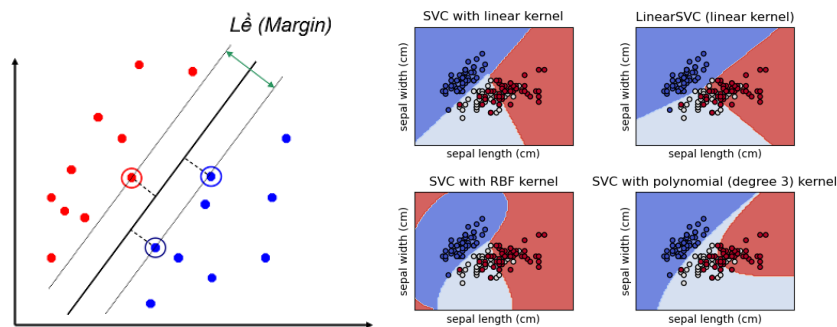 Lề (Margin)
SVC with linear kernel
sepal width (cm)
sepal length (cm)
LinearSVC (linear kernel)
sepal width (cm)
sepal length (cm)
SVC with RBF kernel
sepal width (cm)
sepal length (cm)
SVC with polynomial (degree 3) kernel
sepal width (cm)
sepal length (cm)